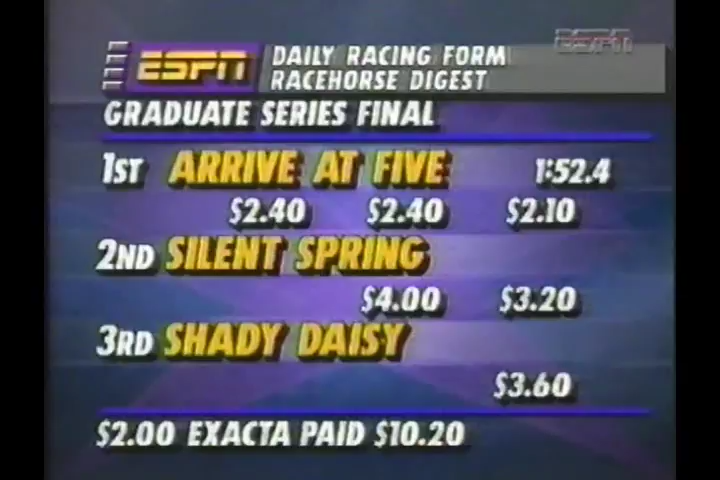 ESPN DAILY RACING FORM
RACEHORSE DIGEST
ESPN
GRADUATE SERIES FINAL
1ST ARRIVE AT FIVE 1:52.4
$2.40 $2.40 $2.10
2ND SILENT SPRING
$4.00 $3.20
3RD SHADY DAISY
$3.60
$2.00 EXACTA PAID $10.20